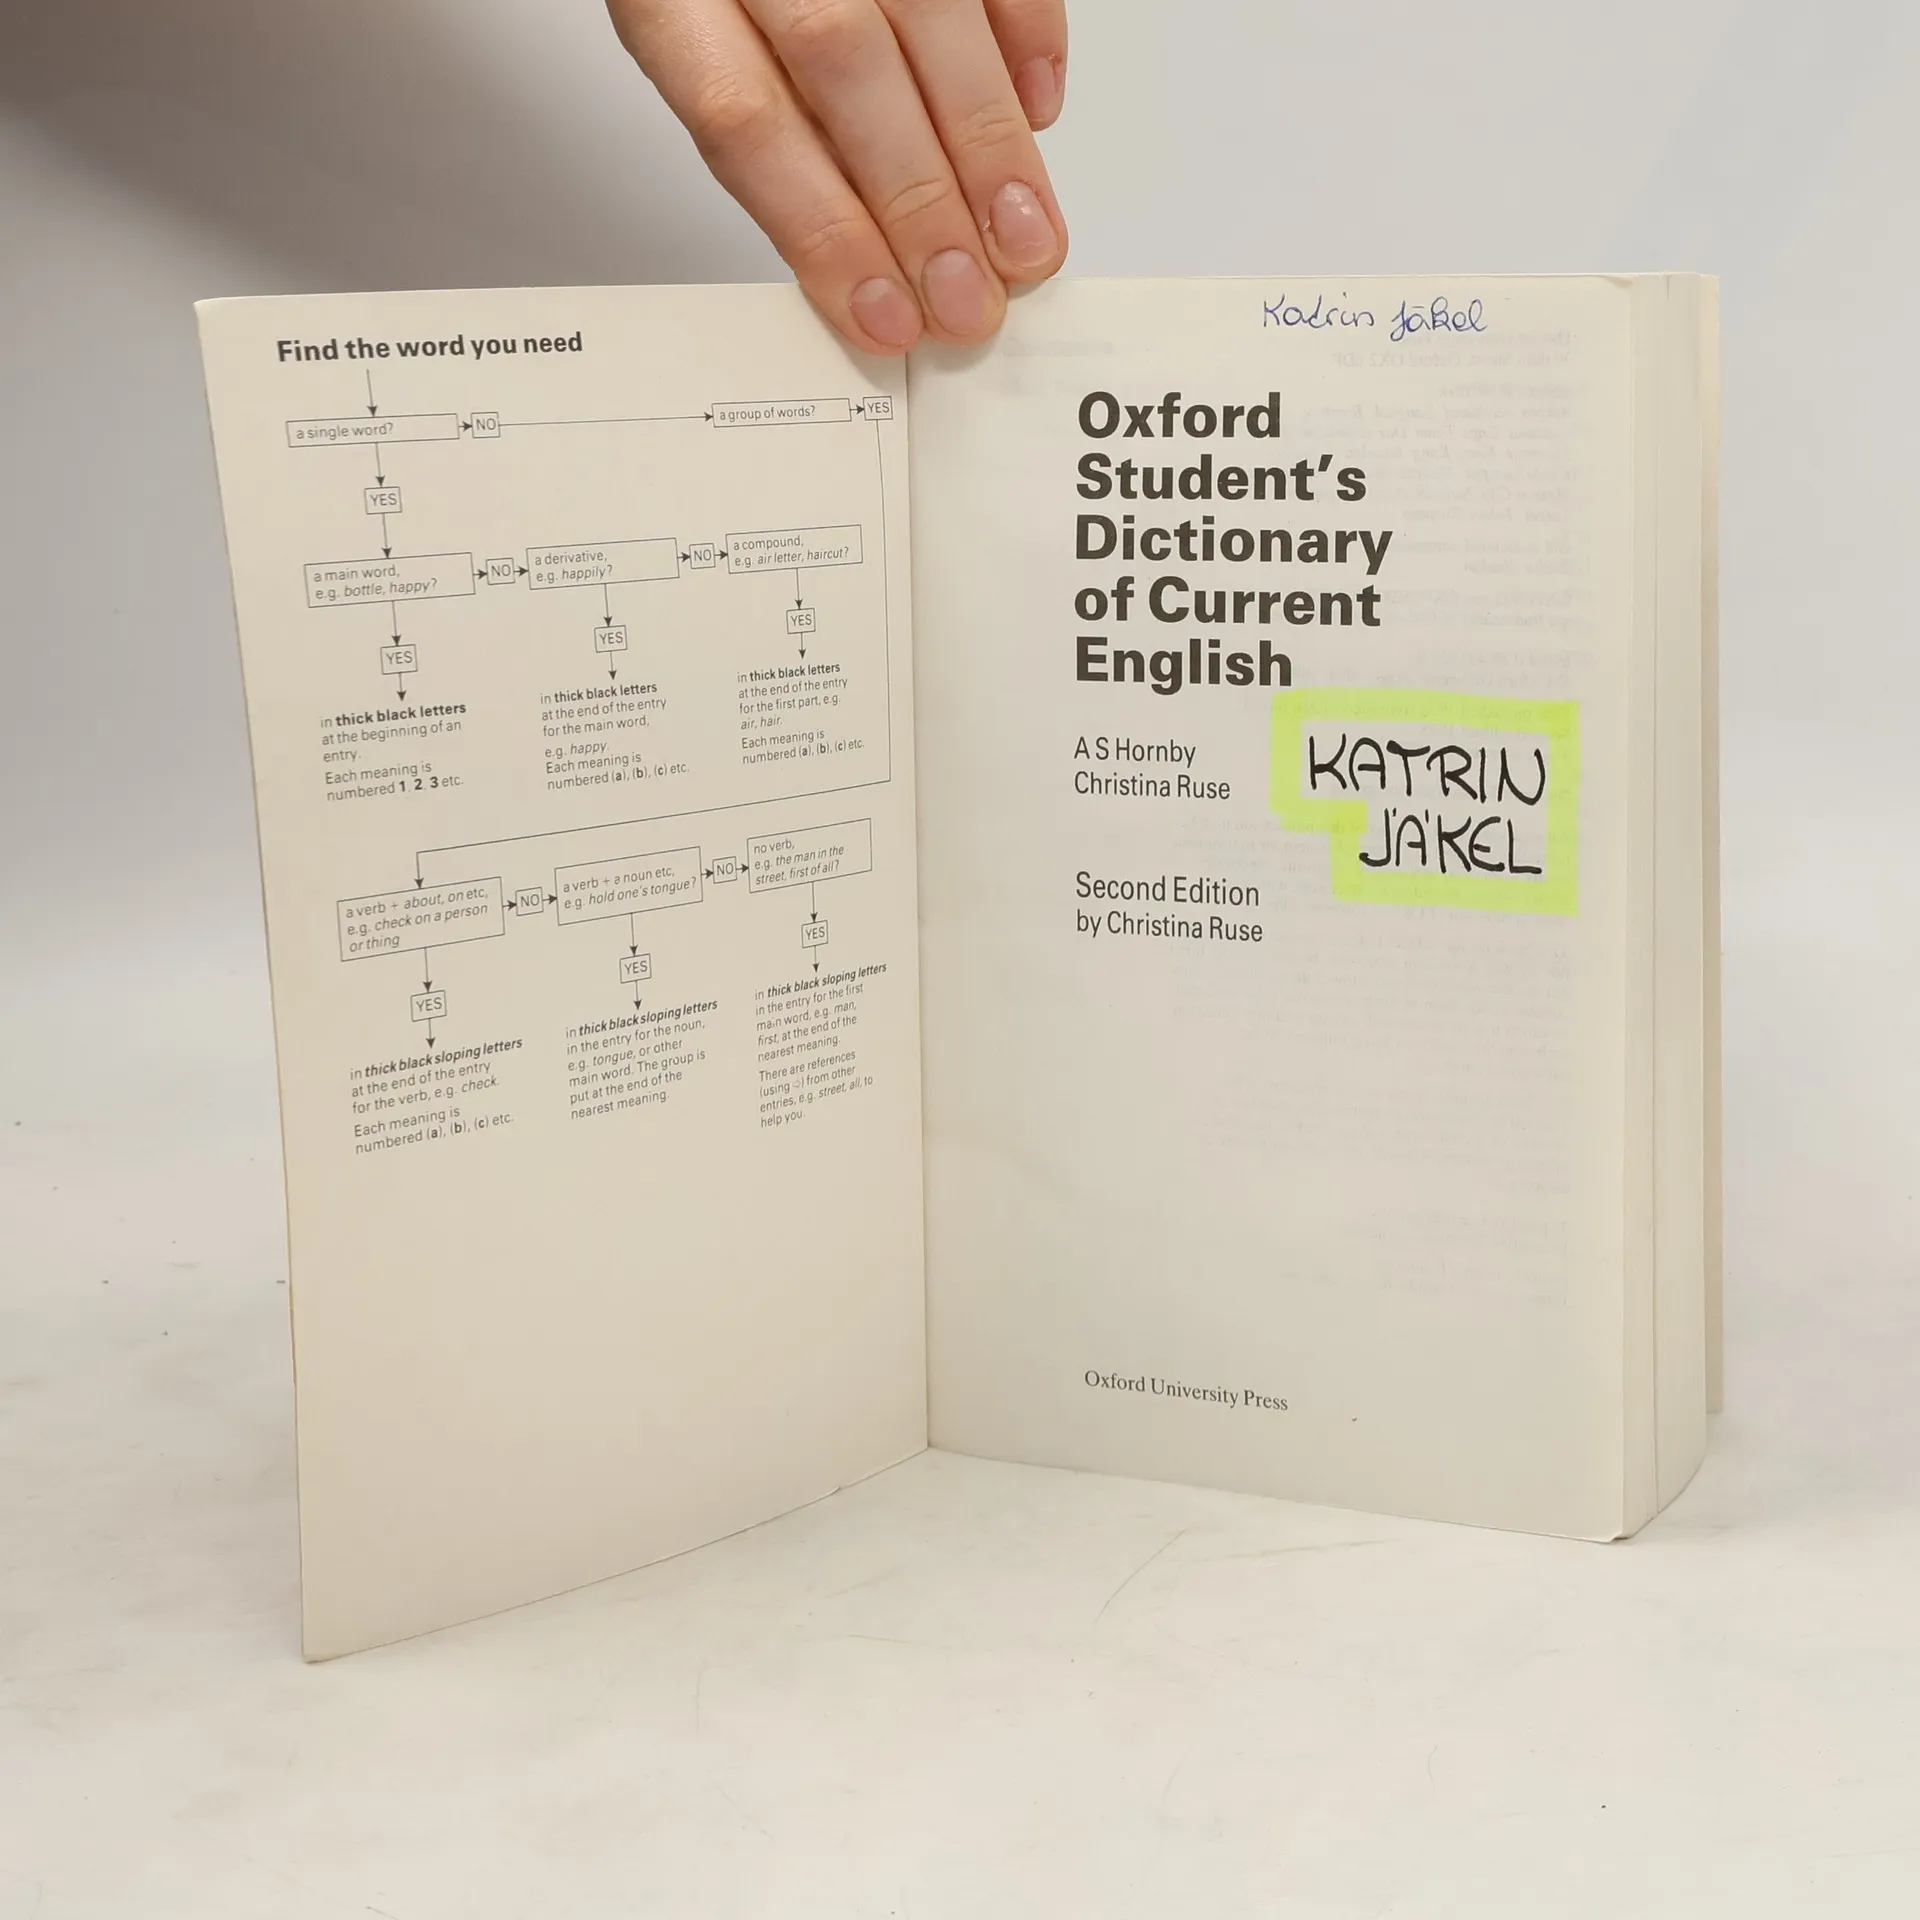 Find the word you need
a single word?
NO
a group of words?
YES
YES
a main word,
e.g. bottle, happy?
NO
a derivative,
e.g. happily?
NO
a compound,
e.g. air letter, haircut?
YES
YES
YES
in thick black letters
at the beginning of an
entry.
Each meaning is
numbered 1, 2, 3 etc.
in thick black letters
at the end of the entry
for the main word,
e.g. happy.
Each meaning is
numbered (a), (b), (c) etc.
in thick black letters
at the end of the entry
for the first part, e.g.
air, hair.
Each meaning is
numbered (a), (b), (c) etc.
a verb + about, on etc,
e.g. check on a person
or thing
NO
a verb + a noun etc,
e.g. hold one's tongue?
NO
no verb,
e.g. the man in the
street, first of all?
YES
YES
YES
in thick black sloping letters
at the end of the entry
for the verb, e.g. check.
Each meaning is
numbered (a), (b), (c) etc.
in thick black sloping letters
in the entry for the noun,
e.g. tongue, or other
main word. The group is
put at the end of the
nearest meaning.
in thick black sloping letters
in the entry for the first
main word, e.g. man,
first, at the end of the
nearest meaning.
There are references
(using ⇨) from other
entries, e.g. street, all, to
help you.
Katrin Jäkel
Oxford
Student's
Dictionary
of Current
English
A S Hornby
Christina Ruse
KATRIN
JÄKEL
Second Edition
by Christina Ruse
Oxford University Press